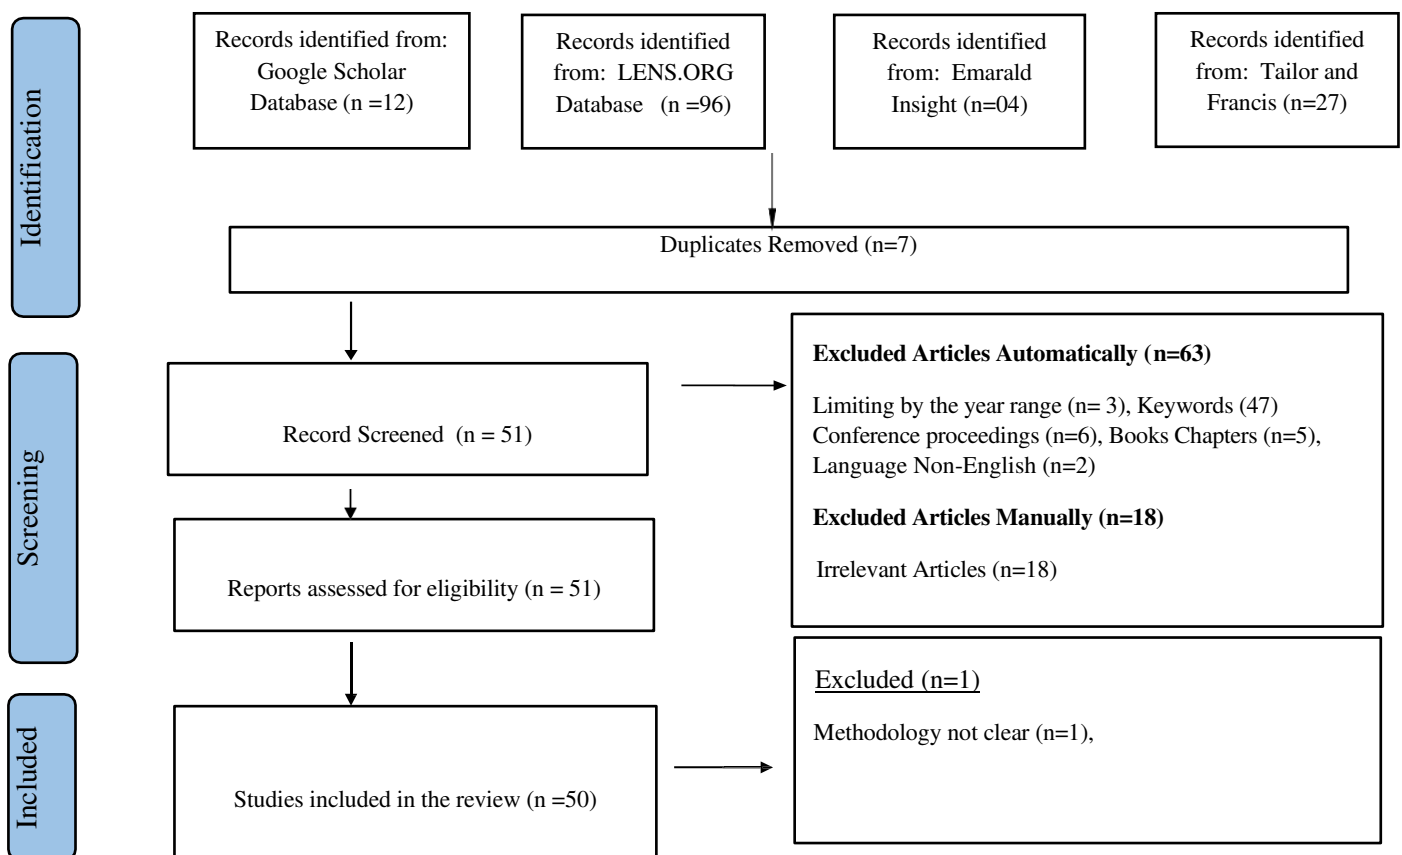 Identification
Records identified from:
Google Scholar
Database (n =12)
Records identified
from: LENS.ORG
Database (n =96)
Records identified
from: Emarald
Insight (n=04)
Records identified
from: Tailor and
Francis (n=27)
Duplicates Removed (n=7)
Screening
Record Screened (n = 51)
Excluded Articles Automatically (n=63)
Limiting by the year range (n= 3), Keywords (47)
Conference proceedings (n=6), Books Chapters (n=5),
Language Non-English (n=2)
Excluded Articles Manually (n=18)
Irrelevant Articles (n=18)
Reports assessed for eligibility (n = 51)
Included
Studies included in the review (n =50)
Excluded (n=1)
Methodology not clear (n=1),